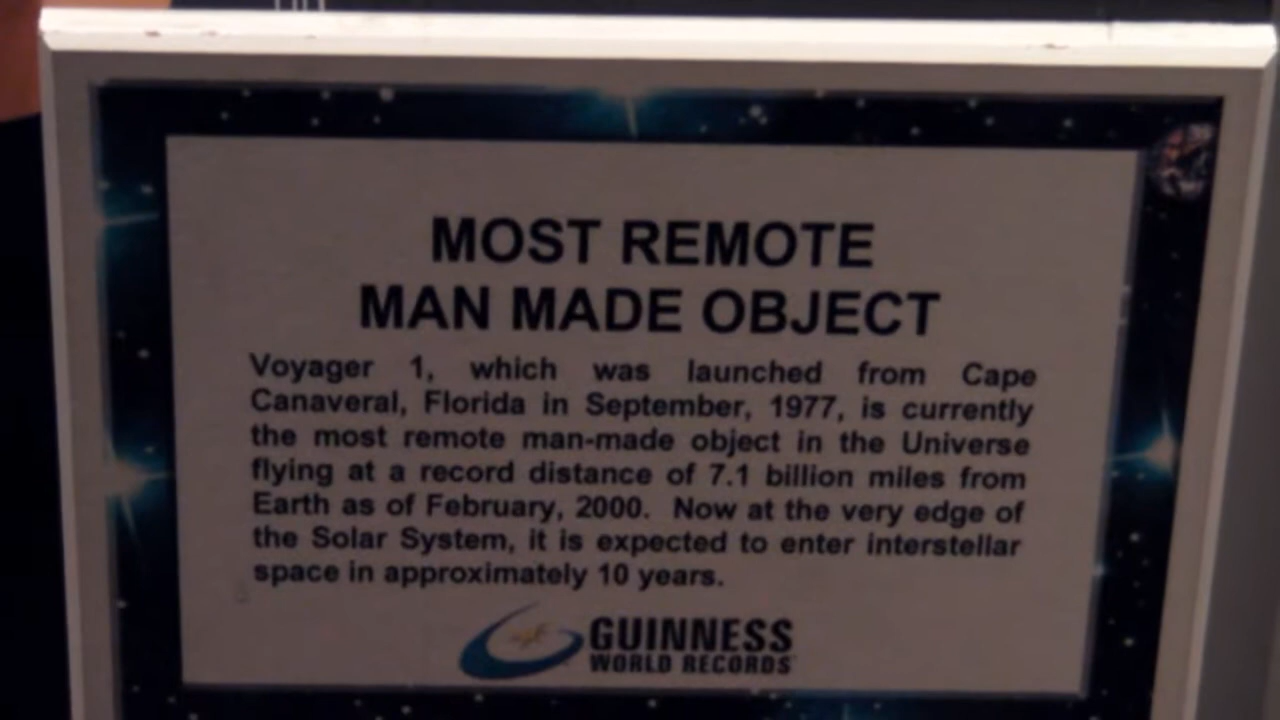 MOST REMOTE
MAN MADE OBJECT
Voyager 1, which was launched from Cape
Canaveral, Florida in September, 1977, is currently
the most remote man-made object in the Universe
flying at a record distance of 7.1 billion miles from
Earth as of February, 2000. Now at the very edge of
the Solar System, it is expected to enter interstellar
space in approximately 10 years.
GUINNESS
WORLD RECORDS